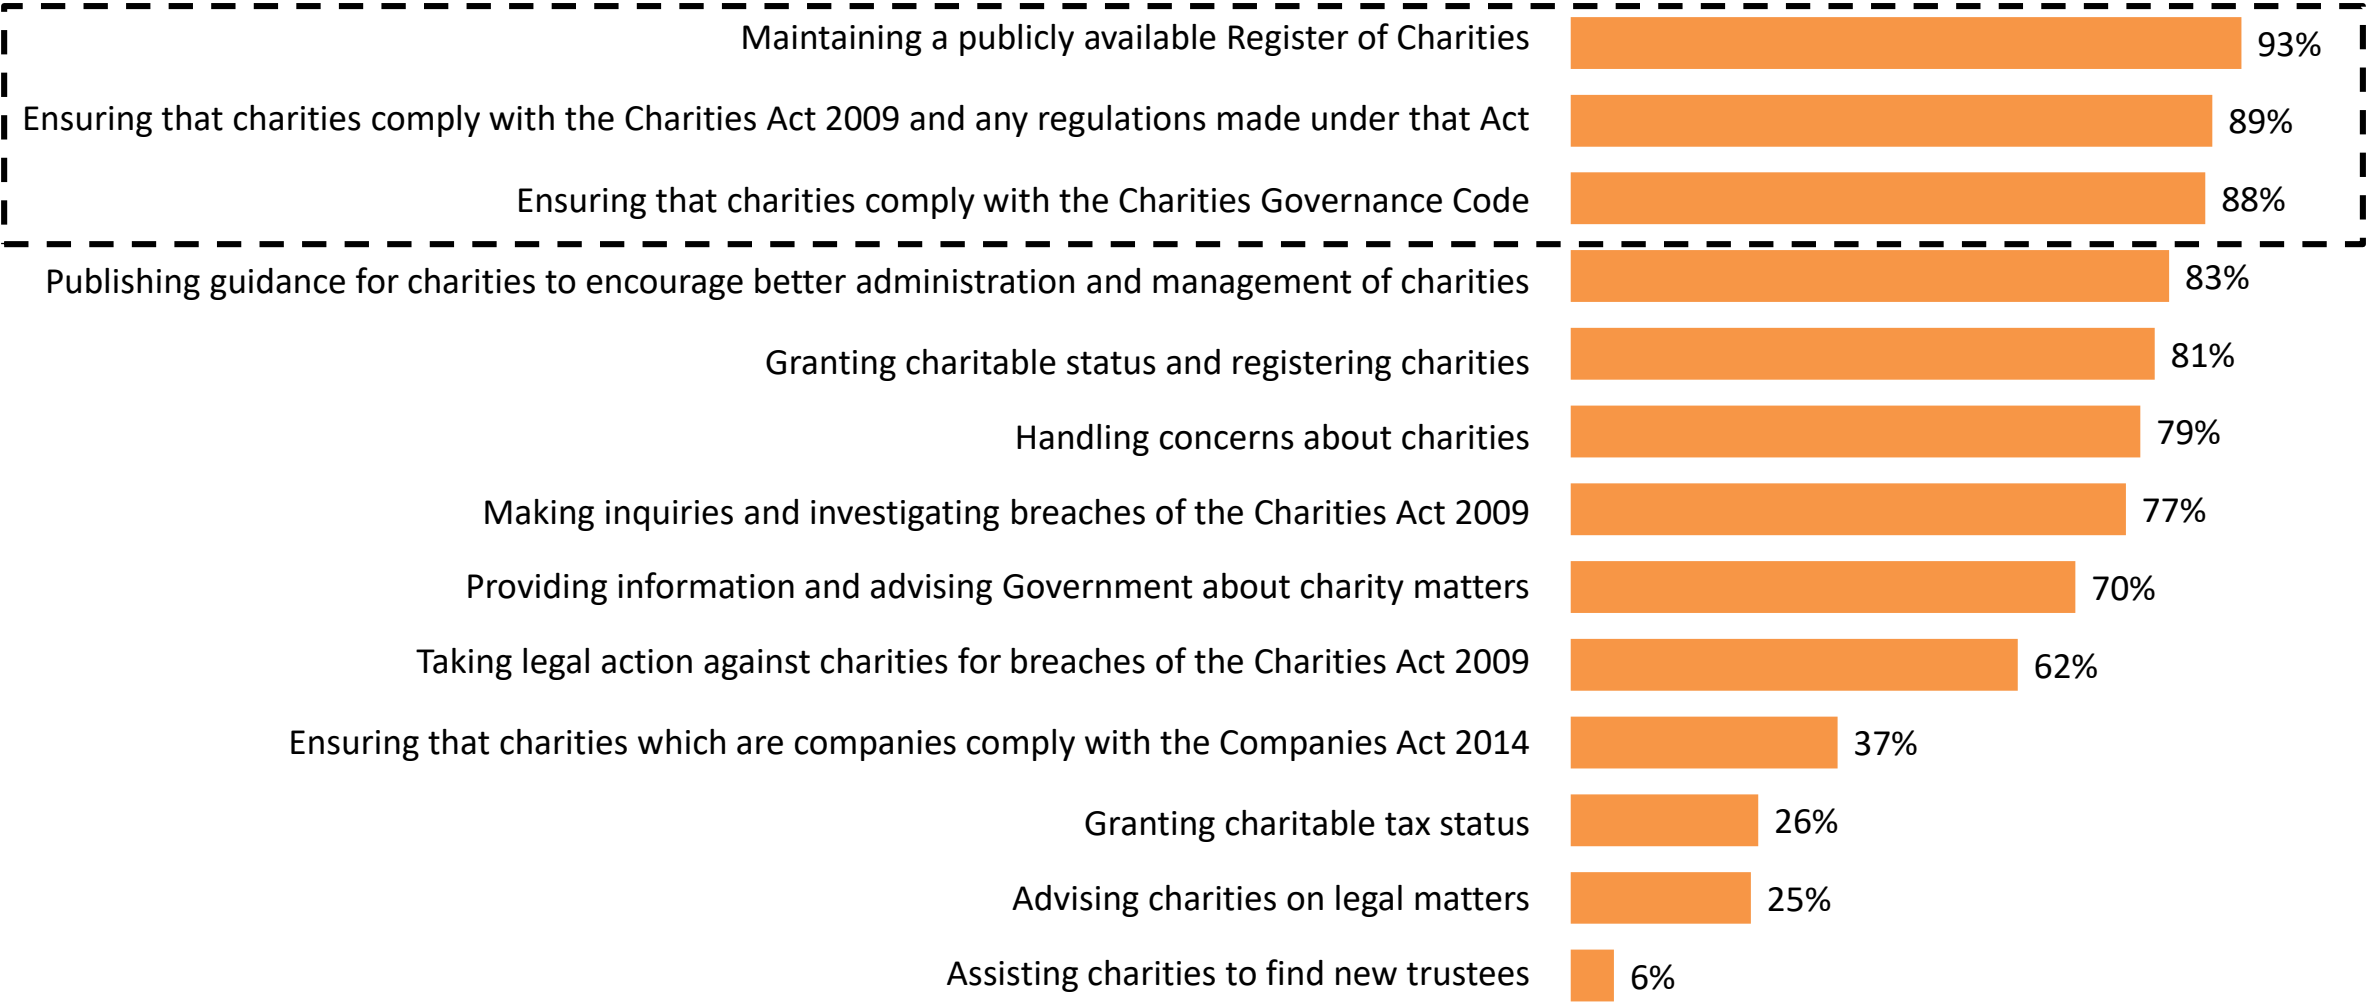 Maintaining a publicly available Register of Charities 93%
Ensuring that charities comply with the Charities Act 2009 and any regulations made under that Act 89%
Ensuring that charities comply with the Charities Governance Code 88%
Publishing guidance for charities to encourage better administration and management of charities 83%
Granting charitable status and registering charities 81%
Handling concerns about charities 79%
Making inquiries and investigating breaches of the Charities Act 2009 77%
Providing information and advising Government about charity matters 70%
Taking legal action against charities for breaches of the Charities Act 2009 62%
Ensuring that charities which are companies comply with the Companies Act 2014 37%
Granting charitable tax status 26%
Advising charities on legal matters 25%
Assisting charities to find new trustees 6%